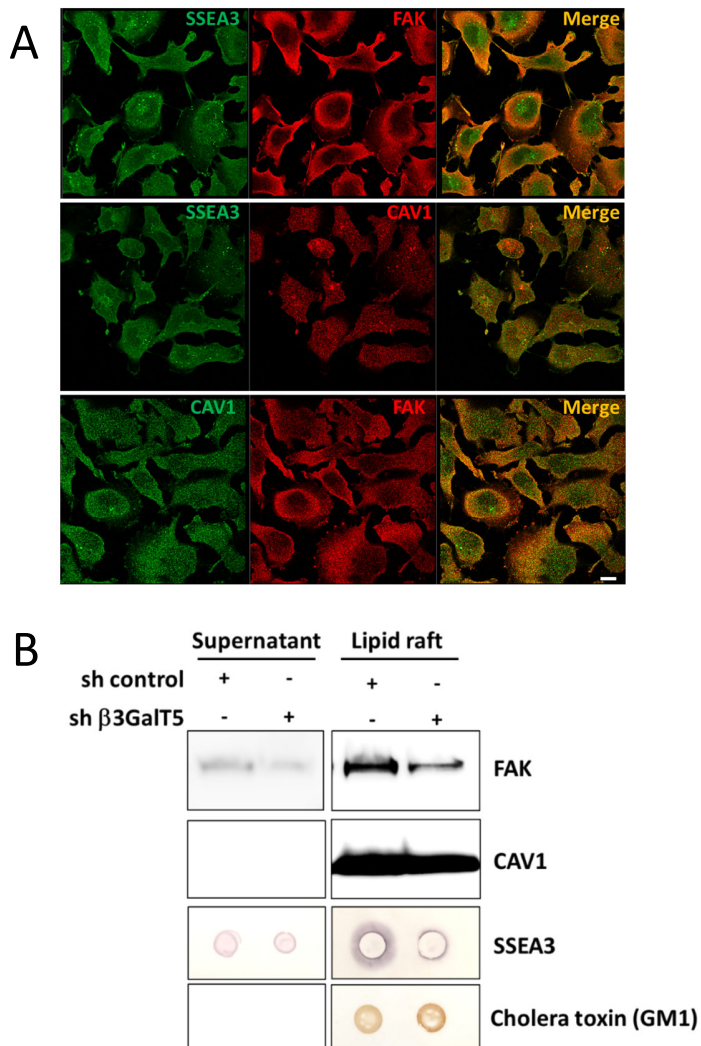 A
SSEA3 FAK Merge
SSEA3 CAV1 Merge
CAV1 FAK Merge
B
Supernatant Lipid raft
sh control + - + -
sh β3GalT5 - + - +
FAK
CAV1
SSEA3
Cholera toxin (GM1)